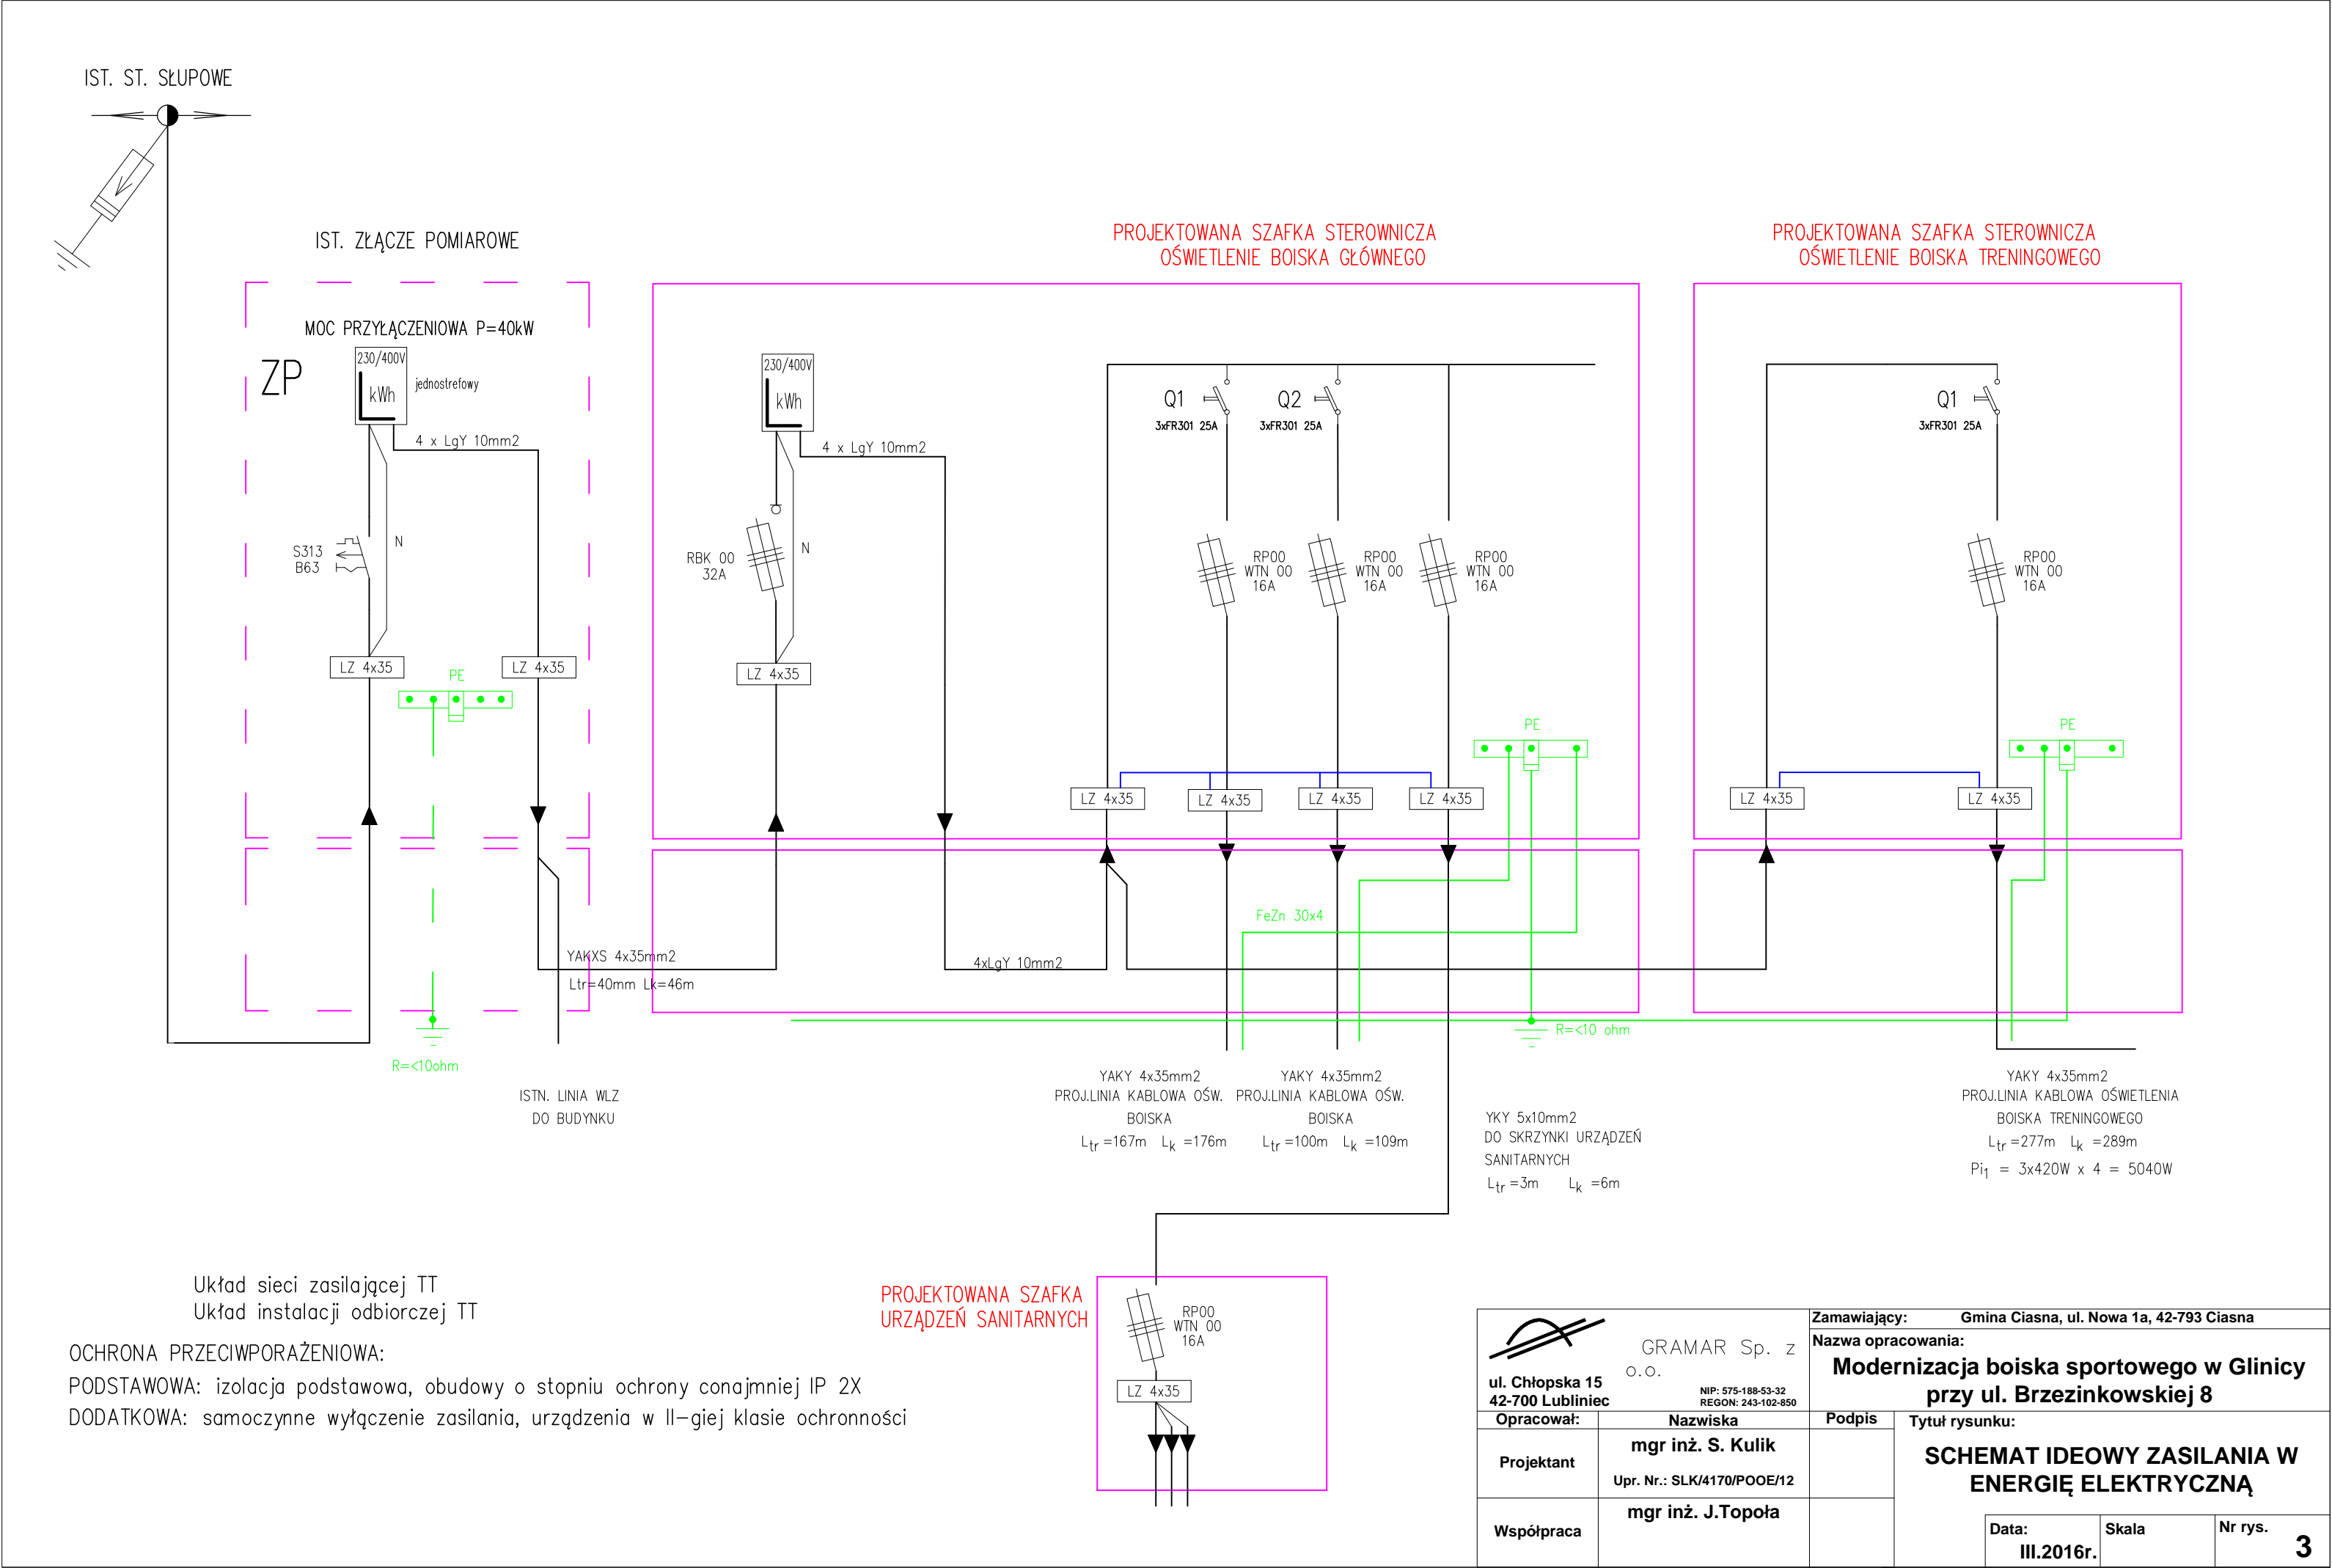 IST. ST. SŁUPOWE
IST. ZŁĄCZE POMIAROWE
MOC PRZYŁĄCZENIOWA P=40kW
ZP
230/400V
kWh
jednostrefowy
4 x LgY 10mm2
S313
B63
N
LZ 4x35
LZ 4x35
PE
R=<10ohm
YAKXS 4x35mm2
Ltr=40mm Lk=46m
ISTN. LINIA WLZ
DO BUDYNKU
PROJEKTOWANA SZAFKA STEROWNICZA
OŚWIETLENIE BOISKA GŁÓWNEGO
230/400V
kWh
4 x LgY 10mm2
RBK 00
32A
N
LZ 4x35
4xLgY 10mm2
Q1
3xFR301 25A
Q2
3xFR301 25A
RP00
WTN 00
16A
RP00
WTN 00
16A
RP00
WTN 00
16A
PE
LZ 4x35
LZ 4x35
LZ 4x35
LZ 4x35
FeZn 30x4
R=<10 ohm
YAKY 4x35mm2
PROJ.LINIA KABLOWA OŚW.
BOISKA
Ltr =167m Lk =176m
YAKY 4x35mm2
PROJ.LINIA KABLOWA OŚW.
BOISKA
Ltr =100m Lk =109m
YKY 5x10mm2
DO SKRZYNKI URZĄDZEŃ
SANITARNYCH
Ltr =3m Lk =6m
PROJEKTOWANA SZAFKA STEROWNICZA
OŚWIETLENIE BOISKA TRENINGOWEGO
Q1
3xFR301 25A
RP00
WTN 00
16A
PE
LZ 4x35
LZ 4x35
YAKY 4x35mm2
PROJ.LINIA KABLOWA OŚWIETLENIA
BOISKA TRENINGOWEGO
Ltr =277m Lk =289m
Pi1 = 3x420W x 4 = 5040W
PROJEKTOWANA SZAFKA
URZĄDZEŃ SANITARNYCH
RP00
WTN 00
16A
LZ 4x35
Układ sieci zasilającej TT
Układ instalacji odbiorczej TT
OCHRONA PRZECIWPORAŻENIOWA:
PODSTAWOWA: izolacja podstawowa, obudowy o stopniu ochrony conajmniej IP 2X
DODATKOWA: samoczynne wyłączenie zasilania, urządzenia w II-giej klasie ochronności
GRAMAR Sp. z
o.o.
ul. Chłopska 15
42-700 Lubliniec
NIP: 575-188-53-32
REGON: 243-102-850
Zamawiający: Gmina Ciasna, ul. Nowa 1a, 42-793 Ciasna
Nazwa opracowania:
Modernizacja boiska sportowego w Glinicy
przy ul. Brzezinkowskiej 8
Opracował: Nazwiska Podpis
Projektant
mgr inż. S. Kulik
Upr. Nr.: SLK/4170/POOE/12
Współpraca
mgr inż. J.Topoła
Tytuł rysunku:
SCHEMAT IDEOWY ZASILANIA W
ENERGIĘ ELEKTRYCZNĄ
Data:
III.2016r.
Skala
Nr rys.
3